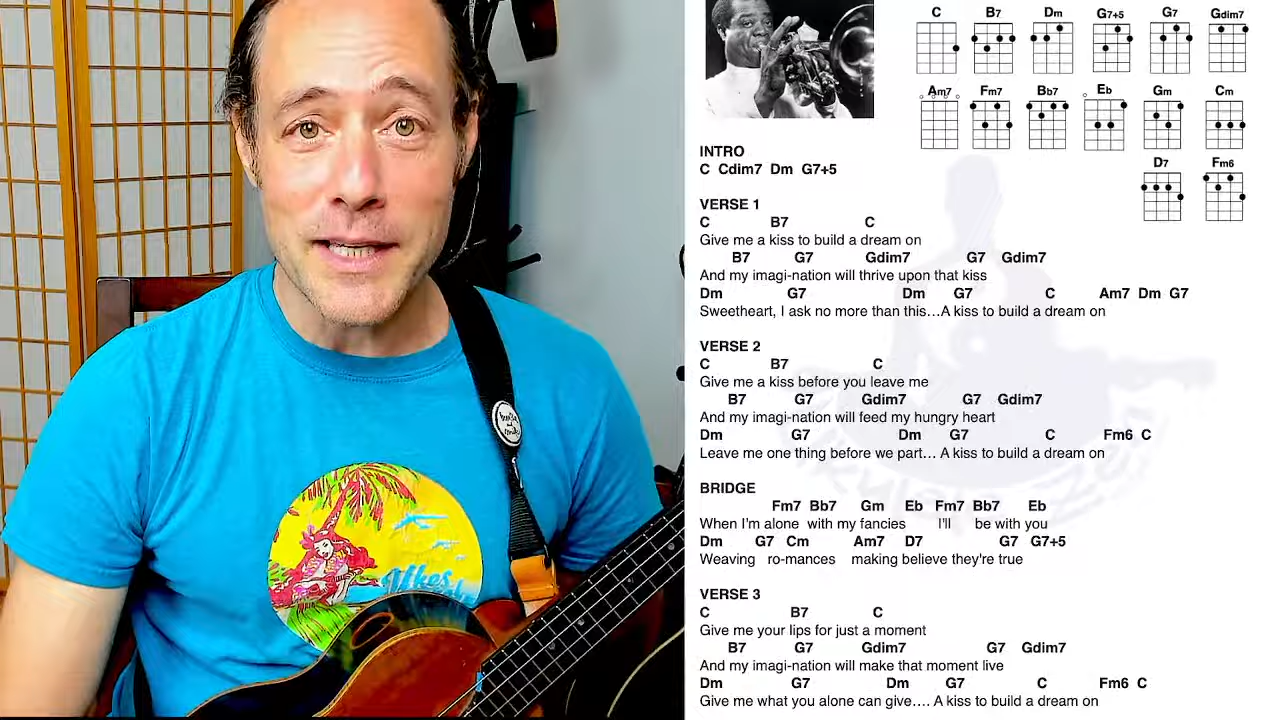 C B7 Dm G7+5 G7 Gdim7
Am7 Fm7 Bb7 Eb Gm Cm
D7 Fm6
INTRO
C Cdim7 Dm G7+5
VERSE 1
C B7 C
Give me a kiss to build a dream on
B7 G7 Gdim7 G7 Gdim7
And my imagi-nation will thrive upon that kiss
Dm G7 Dm G7 C Am7 Dm G7
Sweetheart, I ask no more than this…A kiss to build a dream on
VERSE 2
C B7 C
Give me a kiss before you leave me
B7 G7 Gdim7 G7 Gdim7
And my imagi-nation will feed my hungry heart
Dm G7 Dm G7 C Fm6 C
Leave me one thing before we part… A kiss to build a dream on
BRIDGE
Fm7 Bb7 Gm Eb Fm7 Bb7 Eb
When I'm alone with my fancies I'll be with you
Dm G7 Cm Am7 D7 G7 G7+5
Weaving ro-mances making believe they're true
VERSE 3
C B7 C
Give me your lips for just a moment
B7 G7 Gdim7 G7 Gdim7
And my imagi-nation will make that moment live
Dm G7 Dm G7 C Fm6 C
Give me what you alone can give…. A kiss to build a dream on